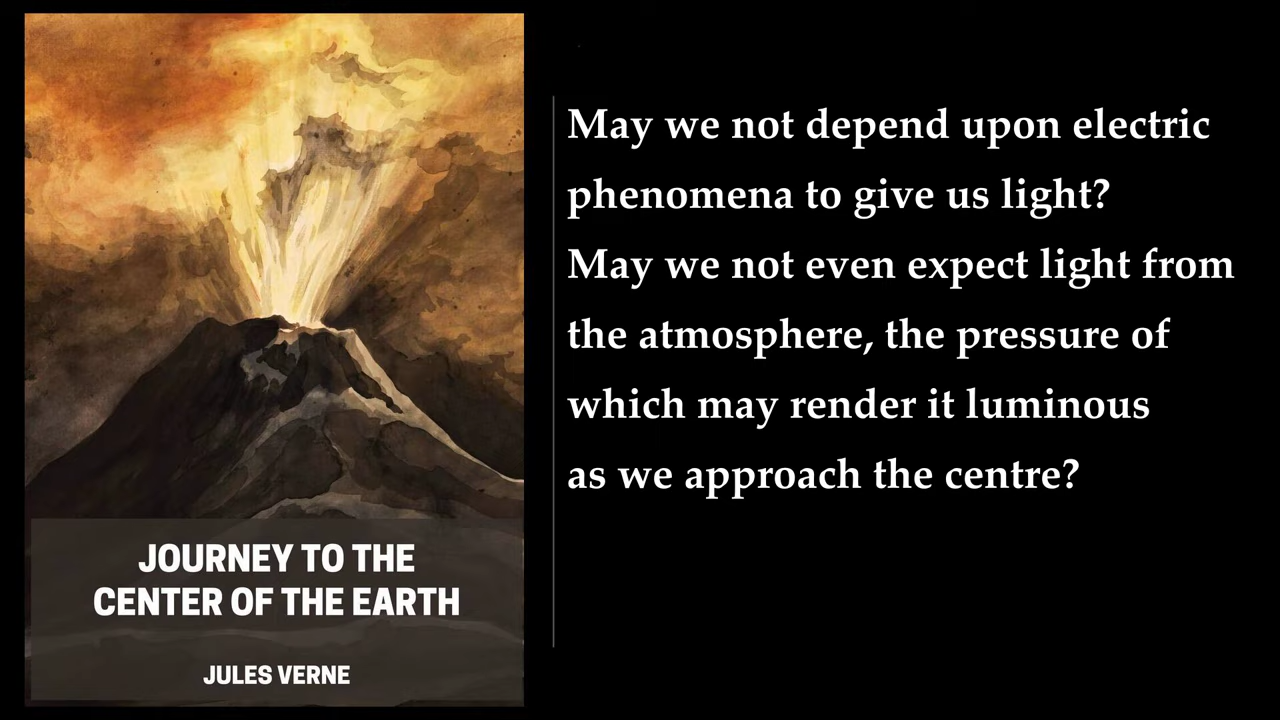 JOURNEY TO THE
CENTER OF THE EARTH
JULES VERNE
May we not depend upon electric
phenomena to give us light?
May we not even expect light from
the atmosphere, the pressure of
which may render it luminous
as we approach the centre?